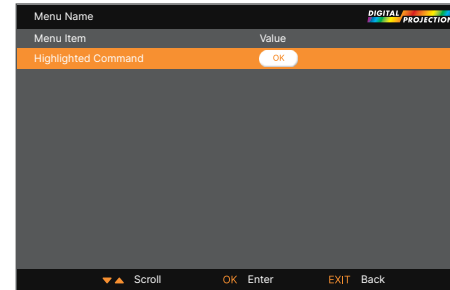 Menu Name DIGITAL PROJECTION
Menu Item Value
Highlighted Command OK
▼▲ Scroll OK Enter EXIT Back